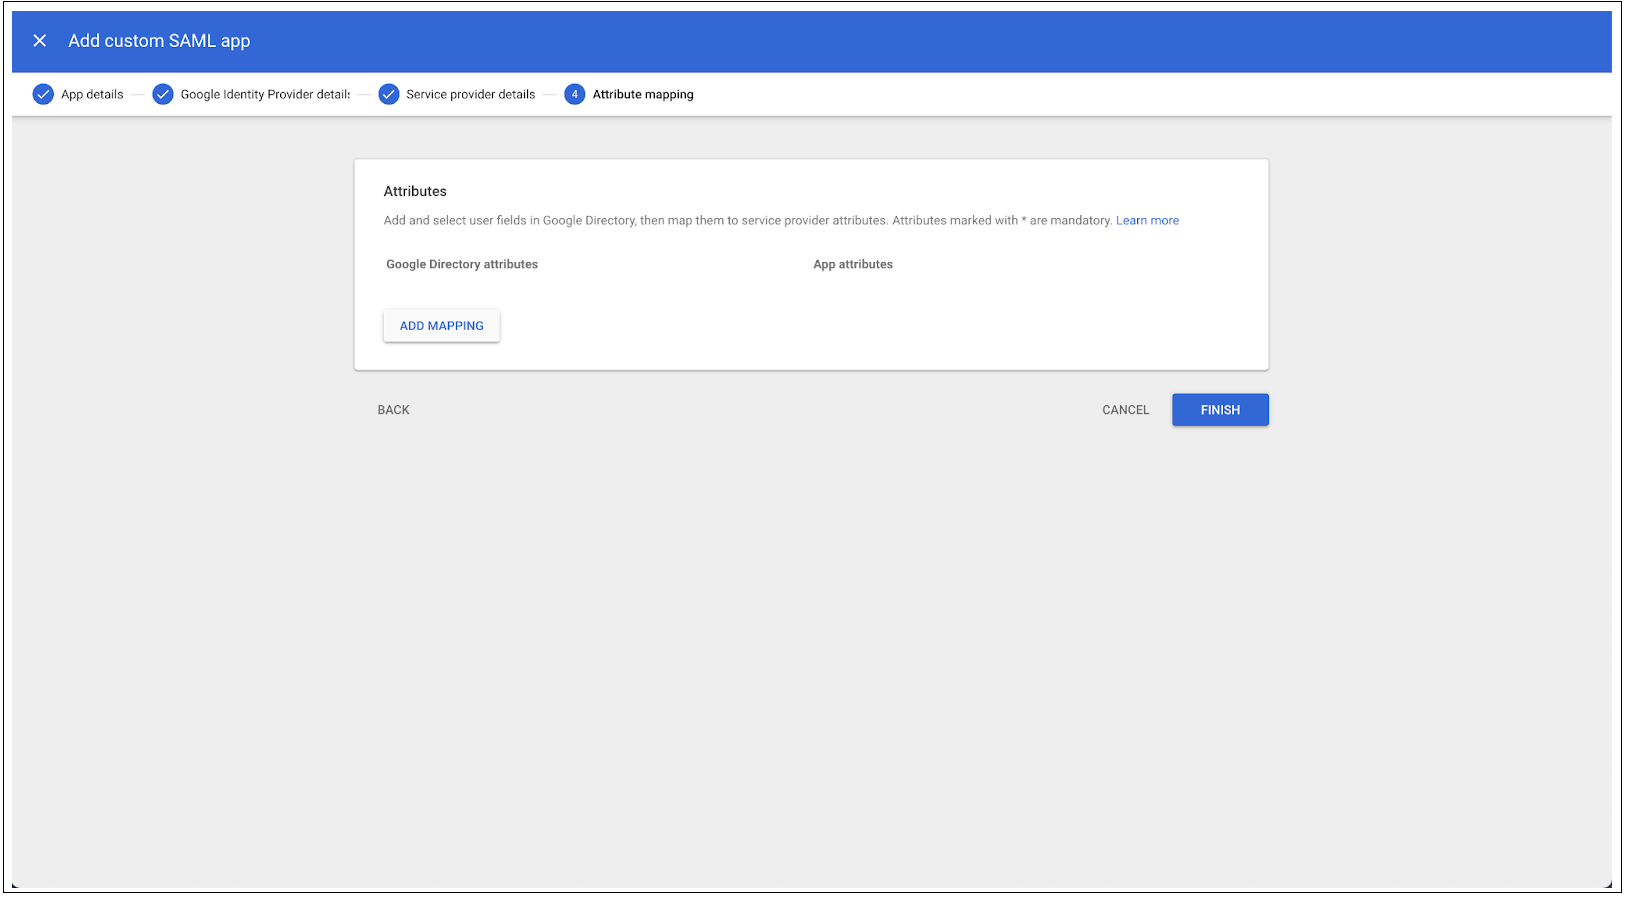 Add custom SAML app
App details
Google Identity Provider details
Service provider details
4 Attribute mapping
Attributes
Add and select user fields in Google Directory, then map them to service provider attributes. Attributes marked with * are mandatory. Learn more
Google Directory attributes
App attributes
ADD MAPPING
BACK
CANCEL
FINISH